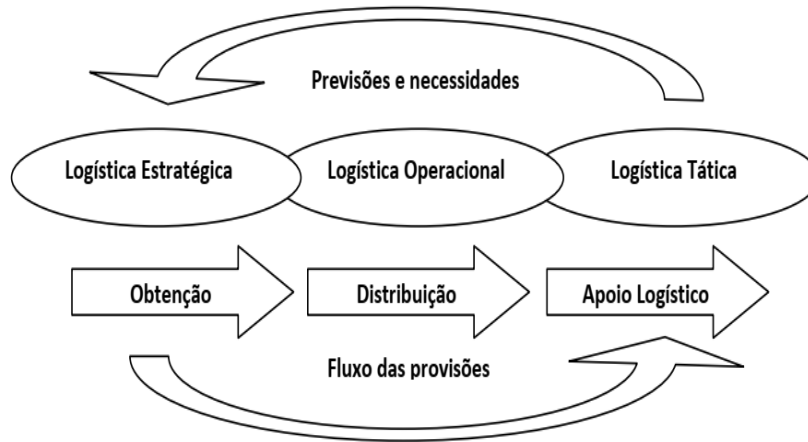 Previsões e necessidades
Logística Estratégica
Logística Operacional
Logística Tática
Obtenção
Distribuição
Apoio Logístico
Fluxo das provisões